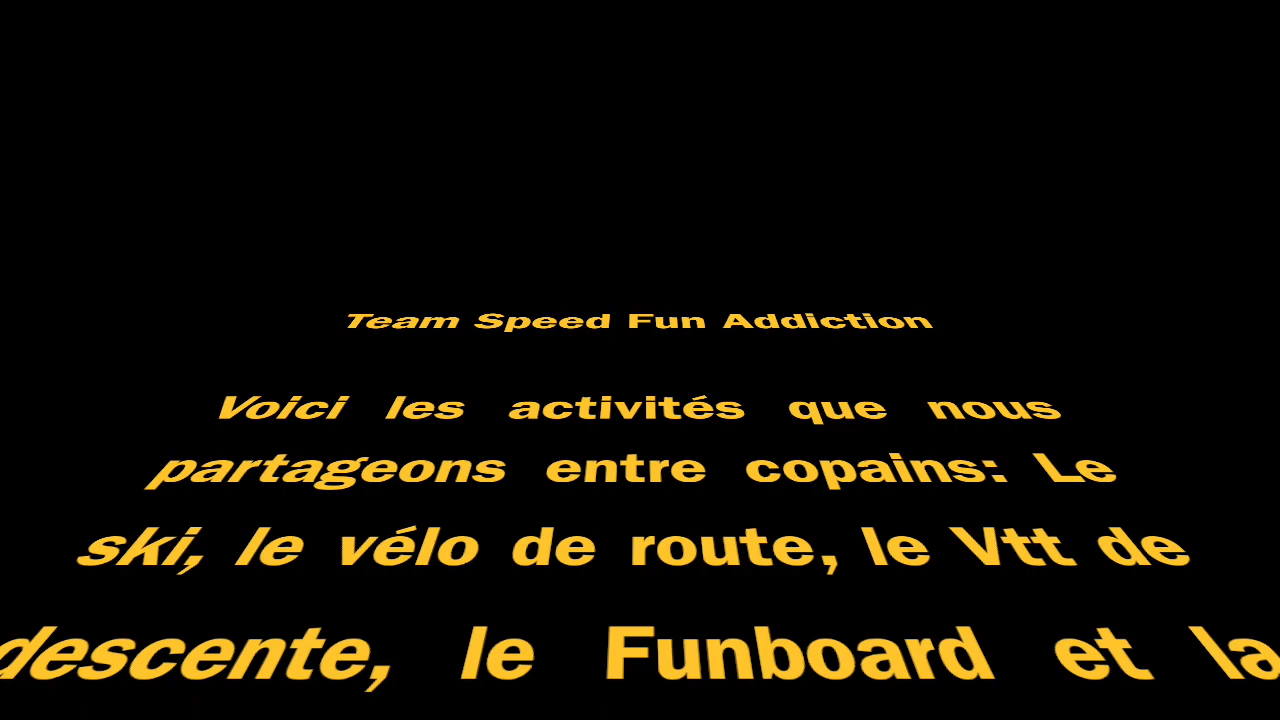 Team Speed Fun Addiction
Voici les activités que nous
partageons entre copains: Le
ski, le vélo de route, le Vtt de
descente, le Funboard et la